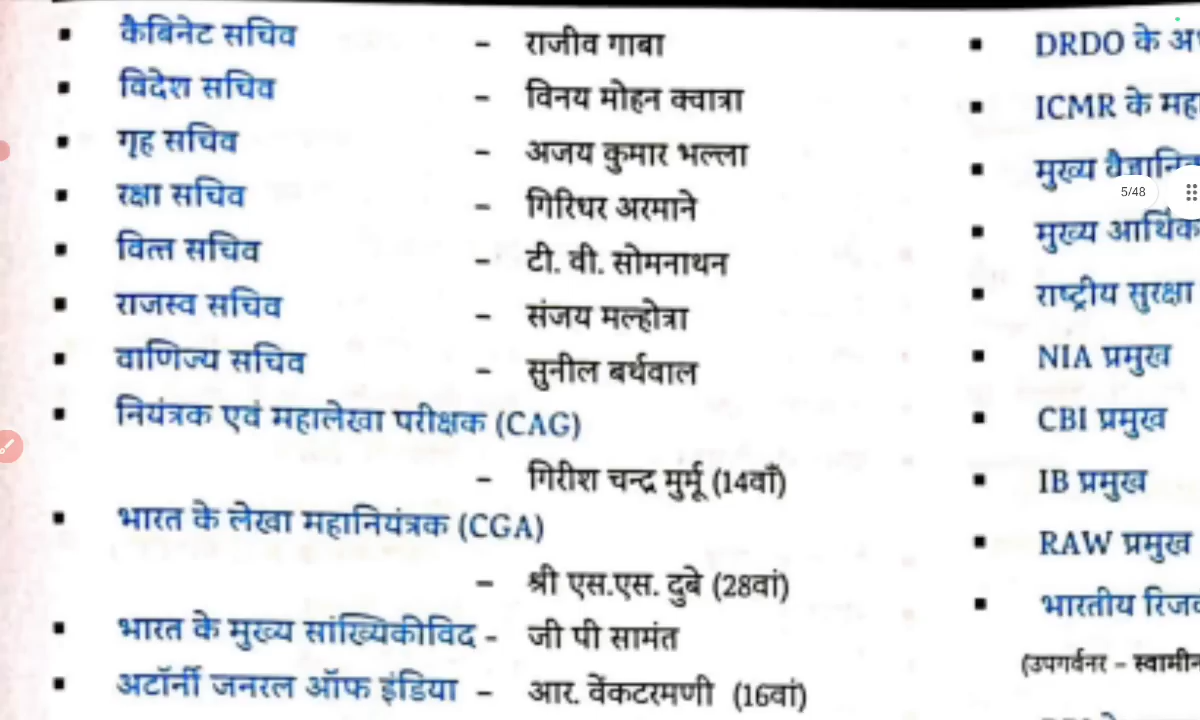 ▪ कैबिनेट सचिव – राजीव गाबा
▪ विदेश सचिव – विनय मोहन क्वात्रा
▪ गृह सचिव – अजय कुमार भल्ला
▪ रक्षा सचिव – गिरिधर अरमाने
▪ वित्त सचिव – टी. वी. सोमनाथन
▪ राजस्व सचिव – संजय मल्होत्रा
▪ वाणिज्य सचिव – सुनील बर्थवाल
▪ नियंत्रक एवं महालेखा परीक्षक (CAG)
– गिरीश चन्द्र मुर्मू (14वाँ)
▪ भारत के लेखा महानियंत्रक (CGA)
– श्री एस.एस. दुबे (28वां)
▪ भारत के मुख्य सांख्यिकीविद - जी पी सामंत
▪ अटॉर्नी जनरल ऑफ इंडिया – आर. वेंकटरमणी (16वां)
▪ DRDO के
▪ ICMR के
▪ मुख्य
5/48
▪ मुख्य आर्थिक
▪ राष्ट्रीय सुरक्षा
▪ NIA प्रमुख
▪ CBI प्रमुख
▪ IB प्रमुख
▪ RAW प्रमुख
▪ भारतीय
(उपगर्वनर –